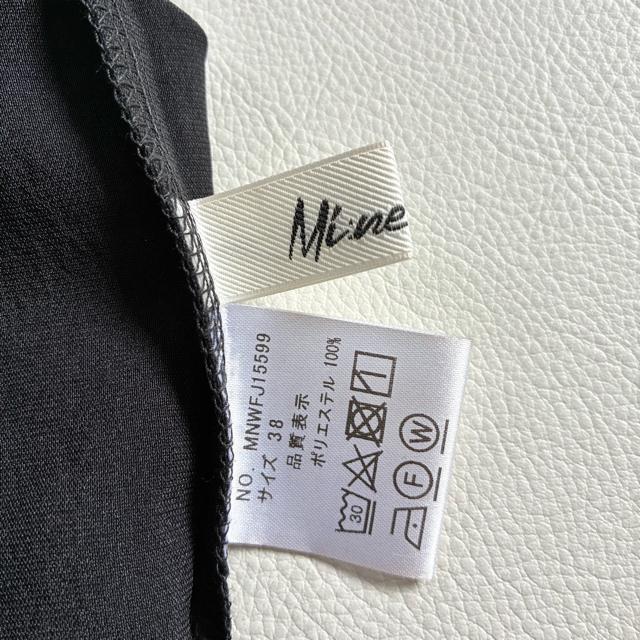 Mi:ne
NO. MNWFJ15599
サイズ 38
品質表示
ポリエステル 100%
30
F W